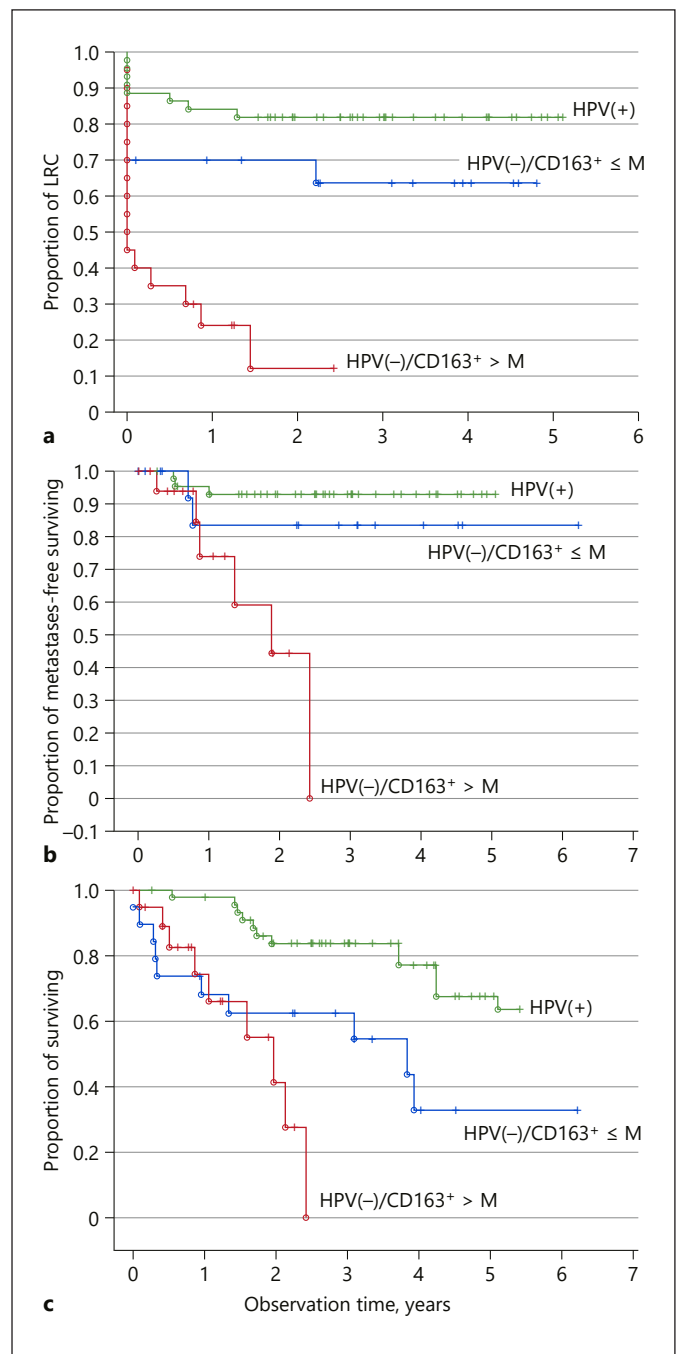 Proportion of LRC
1.0
0.9
0.8
0.7
0.6
0.5
0.4
0.3
0.2
0.1
0
HPV(+)
HPV(–)/CD163⁺ ≤ M
HPV(–)/CD163⁺ > M
0 1 2 3 4 5 6
a
Proportion of metastases-free surviving
1.0
0.9
0.8
0.7
0.6
0.5
0.4
0.3
0.2
0.1
0
–0.1
HPV(+)
HPV(–)/CD163⁺ ≤ M
HPV(–)/CD163⁺ > M
0 1 2 3 4 5 6 7
b
Proportion of surviving
1.0
0.8
0.6
0.4
0.2
0
HPV(+)
HPV(–)/CD163⁺ ≤ M
HPV(–)/CD163⁺ > M
0 1 2 3 4 5 6 7
c
Observation time, years